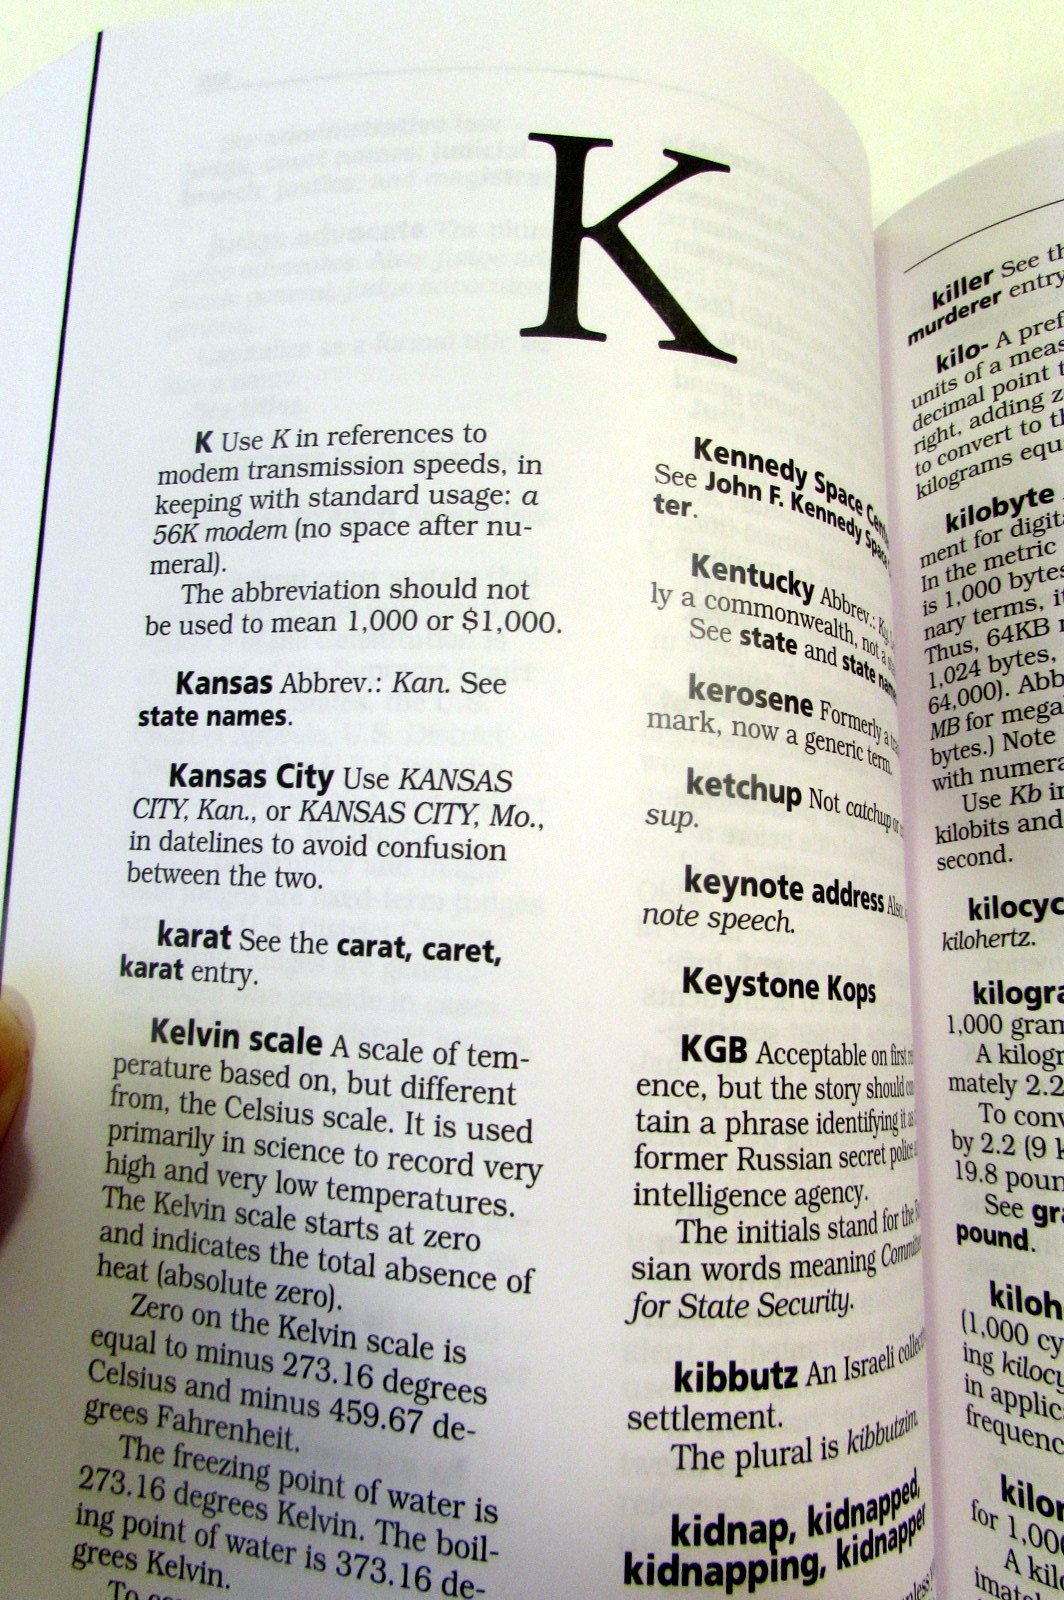 K
K Use K in references to
modem transmission speeds, in
keeping with standard usage: a
56K modem (no space after nu-
meral).
The abbreviation should not
be used to mean 1,000 or $1,000.
Kansas Abbrev.: Kan. See
state names.
Kansas City Use KANSAS
CITY, Kan., or KANSAS CITY, Mo.,
in datelines to avoid confusion
between the two.
karat See the carat, caret,
karat entry.
Kelvin scale A scale of tem-
perature based on, but different
from, the Celsius scale. It is used
primarily in science to record very
high and very low temperatures.
The Kelvin scale starts at zero
and indicates the total absence of
heat (absolute zero).
Zero on the Kelvin scale is
equal to minus 273.16 degrees
Celsius and minus 459.67 de-
grees Fahrenheit.
The freezing point of water is
273.16 degrees Kelvin. The boil-
ing point of water is 373.16 de-
grees Kelvin.
To
Kennedy Space
See John F. Kennedy Space
ter.
Kentucky Abbrev.: Ky.
ly a commonwealth, not a
See state and state
kerosene Formerly a
mark, now a generic term.
ketchup Not catchup or
sup.
keynote address
note speech.
Keystone Kops
KGB Acceptable on first
ence, but the story should
tain a phrase identifying it as
former Russian secret police
intelligence agency.
The initials stand for the
sian words meaning
for State Security.
kibbutz An Israeli
settlement.
The plural is kibbutzim.
kidnap, kidnapped,
kidnapping, kidnapper
killer See
murderer entry
kilo- A
units of a
decimal point
right, adding
to convert to
kilograms
kilobyte
ment for
In the metric
is 1,000 bytes
nary terms,
Thus, 64KB
1,024 bytes,
64,000).
MB for
bytes.) Note
with
Use Kb
kilobits and
second.
kilohertz.
1,000
A
mately
To
by 2.2 (9
19.8
See
pound.
(1,000
ing
in
for
A